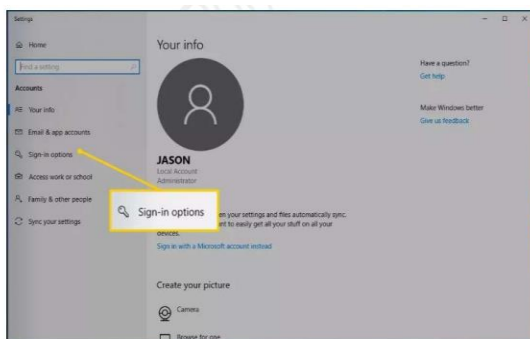 Settings
Home
Find a setting
Accounts
Your info
Email & app accounts
Sign-in options
Access work or school
Family & other people
Sync your settings
Your info
JASON
Local Account
Administrator
Sign-in options
en your settings and files automatically sync.
nt to easily get all your stuff on all your
devices.
Sign in with a Microsoft account instead
Create your picture
Camera
Browse for one
Have a question?
Get help
Make Windows better
Give us feedback